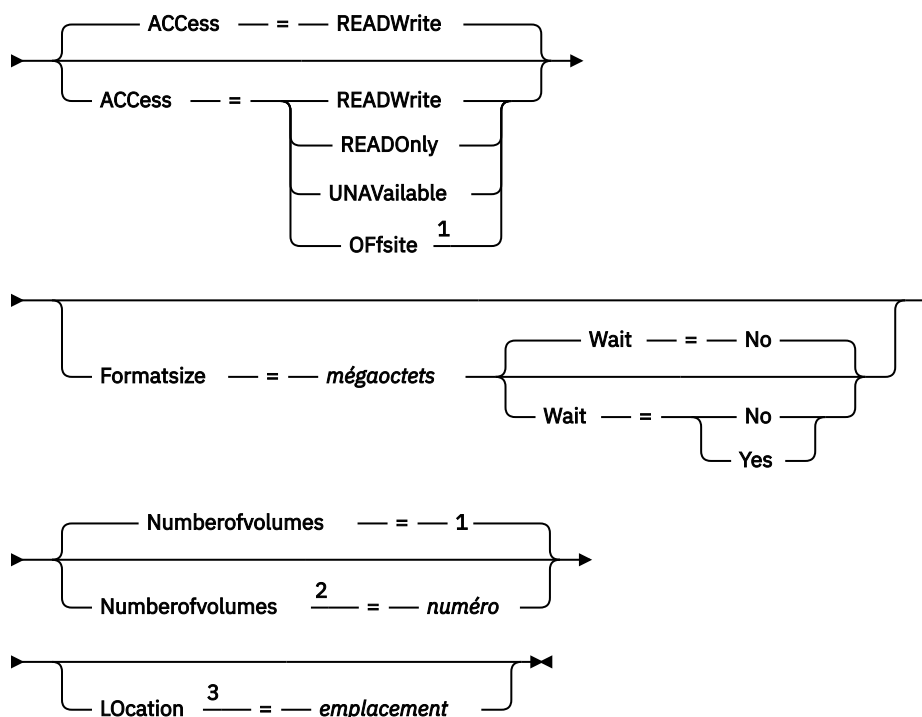 ACCess = READWrite
ACCess = READWrite
READOnly
UNAVailable
OFfsite 1
Formatsize = mégaoctets
Wait = No
Wait = No
Yes
Numberofvolumes = 1
Numberofvolumes 2 = numéro
LOcation 3 = emplacement